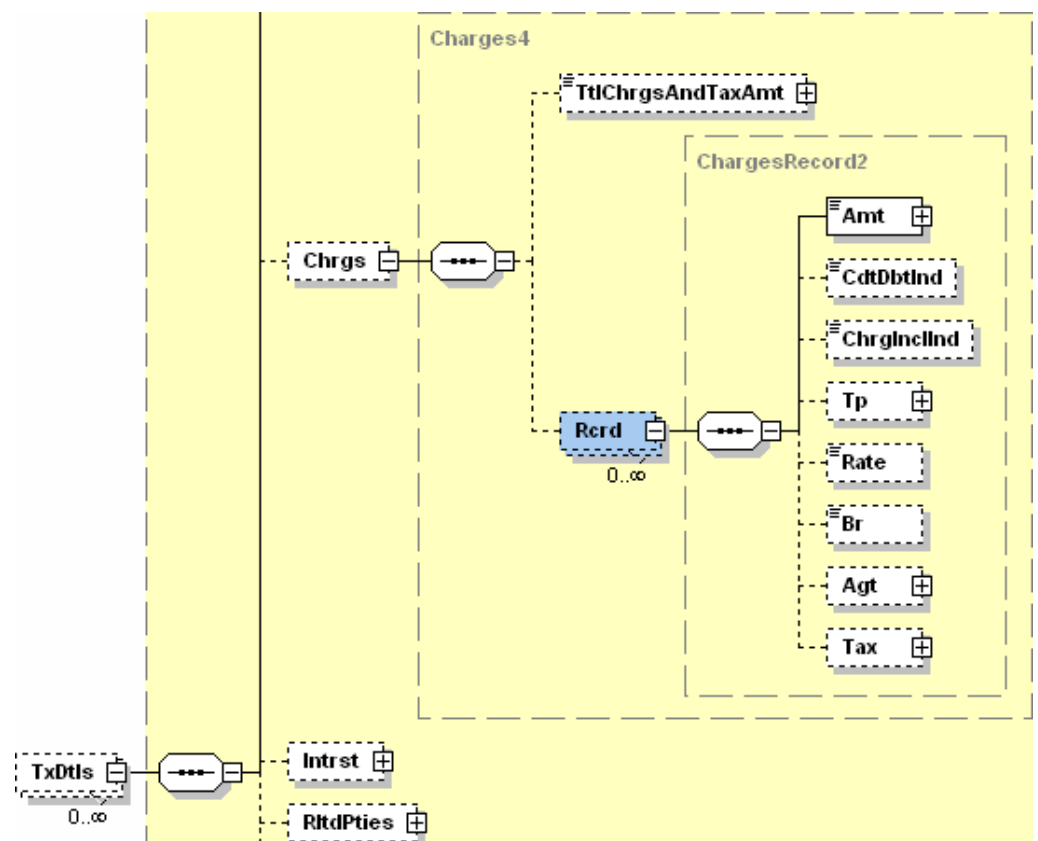 Charges4
TtlChrgsAndTaxAmt
ChargesRecord2
Amt
Chrgs
CdtDbtInd
ChrgInclInd
Tp
Rcrd
0..∞
Rate
Br
Agt
Tax
Intrst
TxDtls
0..∞
RltdPties